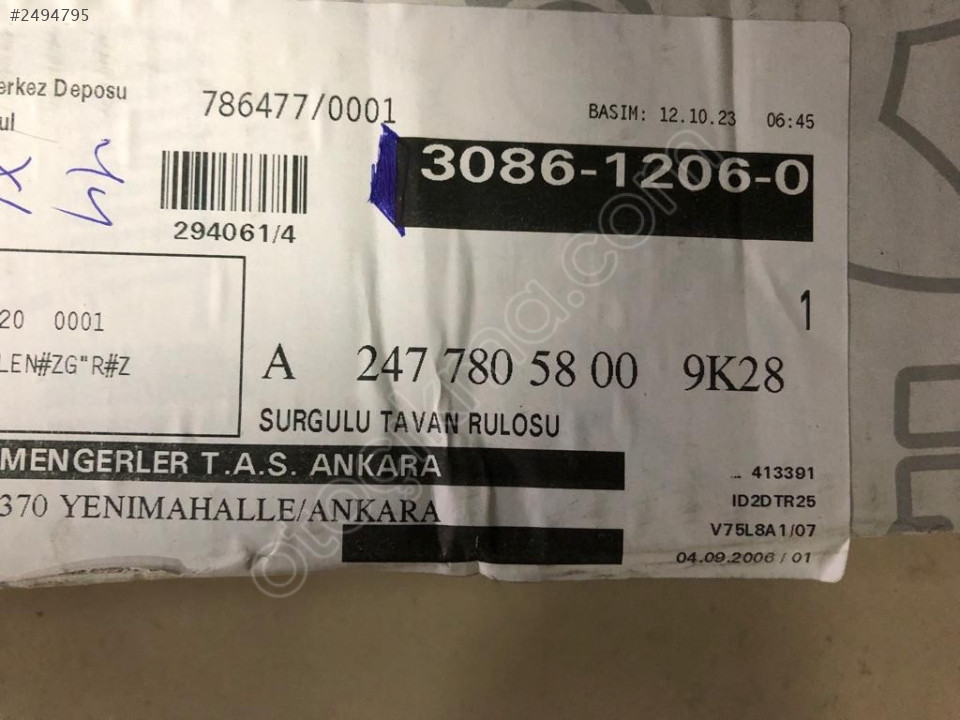 #2494795
erkez Deposu
ul
786477/0001
BASIM: 12.10.23 06:45
3086-1206-0
294061/4
1
20 0001
LEN#ZG"R#Z
A 247 780 58 00 9K28
SURGULU TAVAN RULOSU
MENGERLER T.A.S. ANKARA
370 YENIMAHALLE/ANKARA
... 413391
ID2DTR25
V75L8A1/07
04.09.2006 / 01
otocikma.com